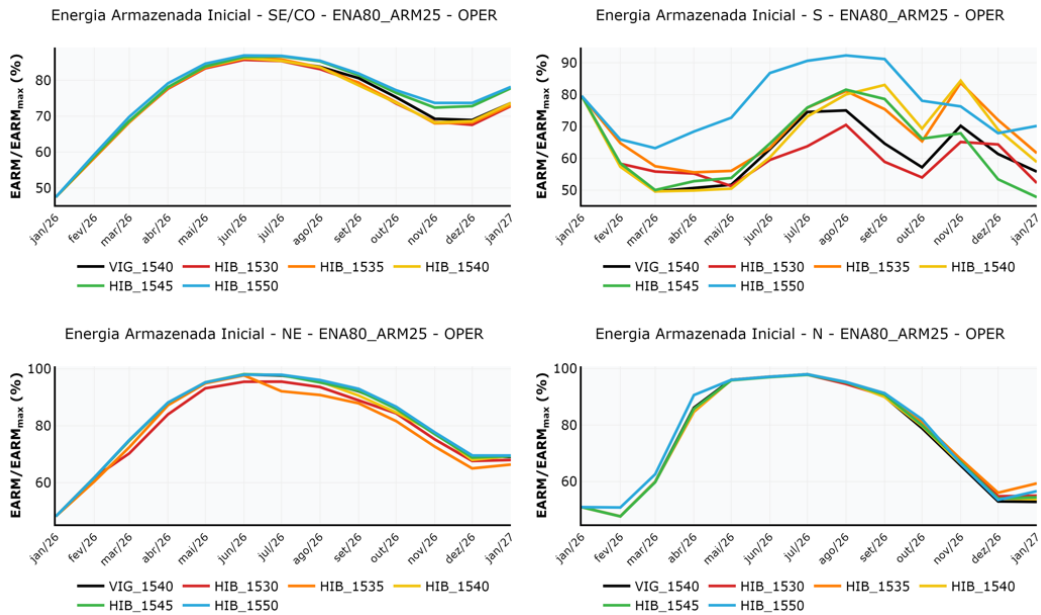 Energia Armazenada Inicial - SE/CO - ENA80_ARM25 - OPER
EARM/EARMmax (%)
80
70
60
50
jan/26 fev/26 mar/26 abr/26 mai/26 jun/26 jul/26 ago/26 set/26 out/26 nov/26 dez/26 jan/27
VIG_1540 HIB_1530 HIB_1535 HIB_1540
HIB_1545 HIB_1550
Energia Armazenada Inicial - S - ENA80_ARM25 - OPER
EARM/EARMmax (%)
90
80
70
60
50
jan/26 fev/26 mar/26 abr/26 mai/26 jun/26 jul/26 ago/26 set/26 out/26 nov/26 dez/26 jan/27
VIG_1540 HIB_1530 HIB_1535 HIB_1540
HIB_1545 HIB_1550
Energia Armazenada Inicial - NE - ENA80_ARM25 - OPER
EARM/EARMmax (%)
100
80
60
jan/26 fev/26 mar/26 abr/26 mai/26 jun/26 jul/26 ago/26 set/26 out/26 nov/26 dez/26 jan/27
VIG_1540 HIB_1530 HIB_1535 HIB_1540
HIB_1545 HIB_1550
Energia Armazenada Inicial - N - ENA80_ARM25 - OPER
EARM/EARMmax (%)
100
80
60
jan/26 fev/26 mar/26 abr/26 mai/26 jun/26 jul/26 ago/26 set/26 out/26 nov/26 dez/26 jan/27
VIG_1540 HIB_1530 HIB_1535 HIB_1540
HIB_1545 HIB_1550